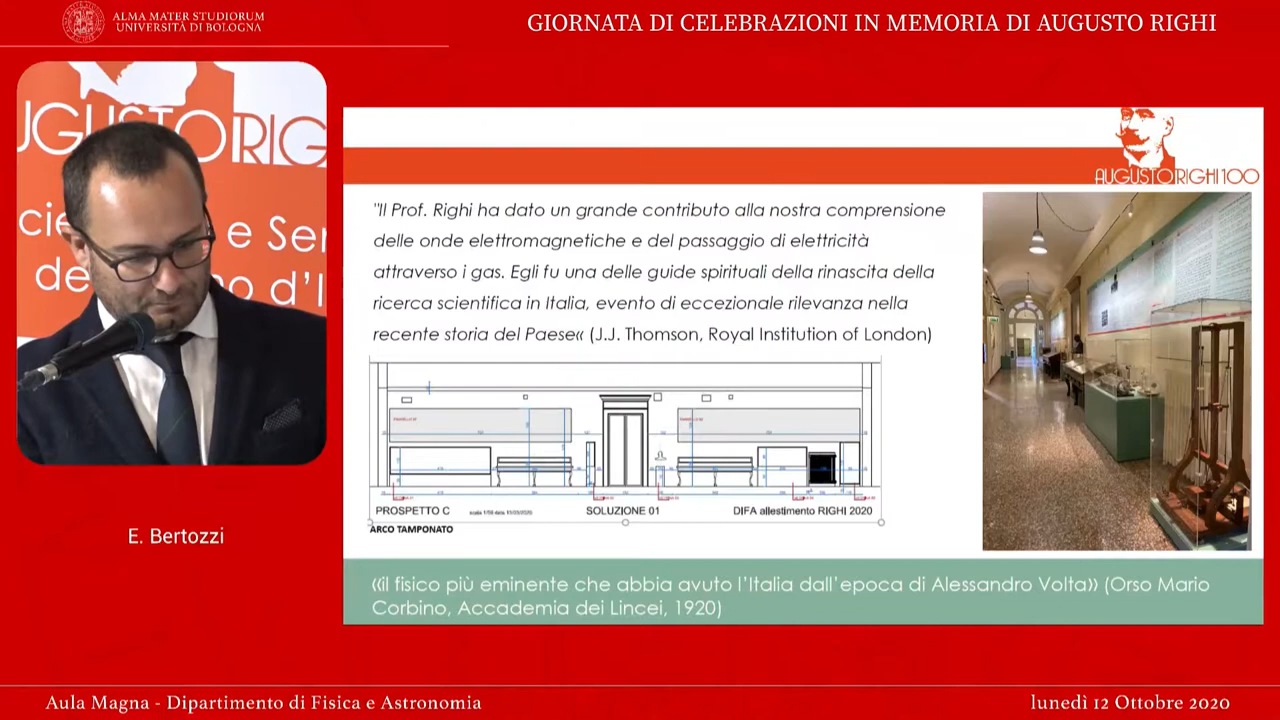 ALMA MATER STUDIORUM
UNIVERSITÀ DI BOLOGNA
GIORNATA DI CELEBRAZIONI IN MEMORIA DI AUGUSTO RIGHI
AUGUSTORIGHI100
"Il Prof. Righi ha dato un grande contributo alla nostra comprensione
delle onde elettromagnetiche e del passaggio di elettricità
attraverso i gas. Egli fu una delle guide spirituali della rinascita della
ricerca scientifica in Italia, evento di eccezionale rilevanza nella
recente storia del Paese« (J.J. Thomson, Royal Institution of London)
PROSPETTO C
SOLUZIONE 01
DIFA allestimento RIGHI 2020
ARCO TAMPONATO
«il fisico più eminente che abbia avuto l'Italia dall'epoca di Alessandro Volta» (Orso Mario
Corbino, Accademia dei Lincei, 1920)
E. Bertozzi
Aula Magna - Dipartimento di Fisica e Astronomia
lunedì 12 Ottobre 2020